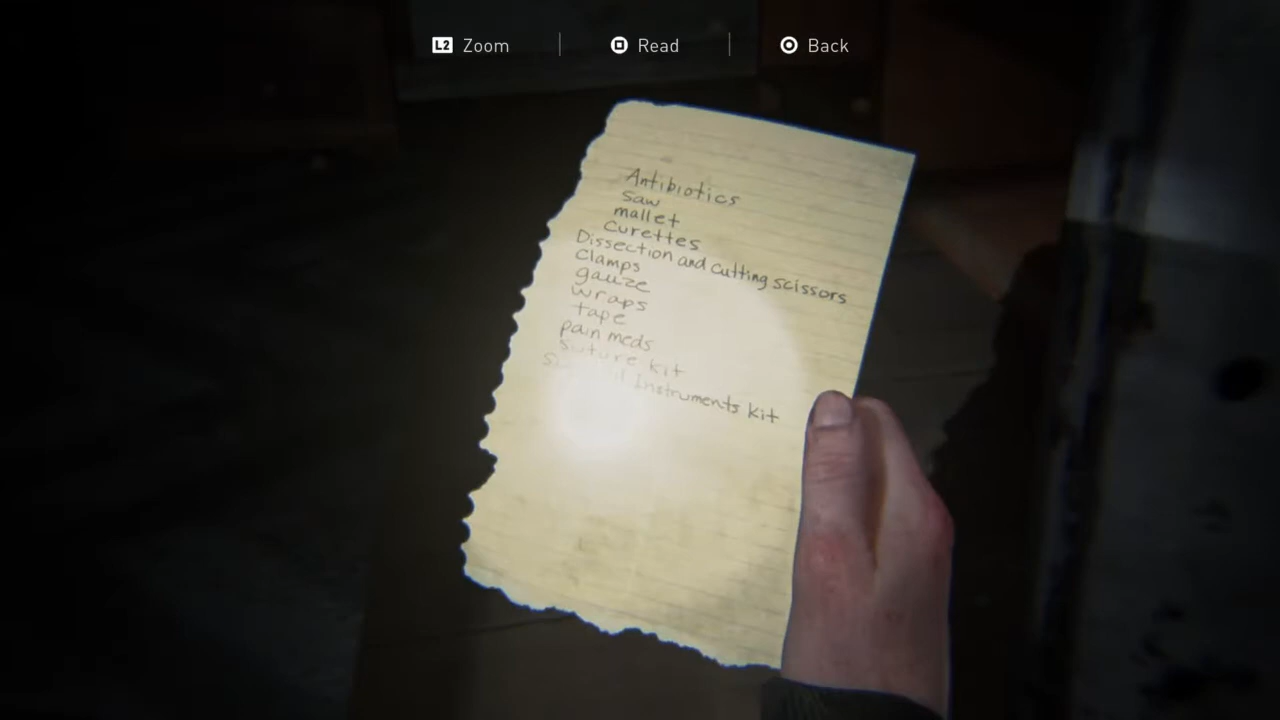 L2 Zoom
Read
Back
Antibiotics
saw
mallet
curettes
Dissection and cutting scissors
clamps
gauze
wraps
tape
pain meds
suture kit
instruments kit